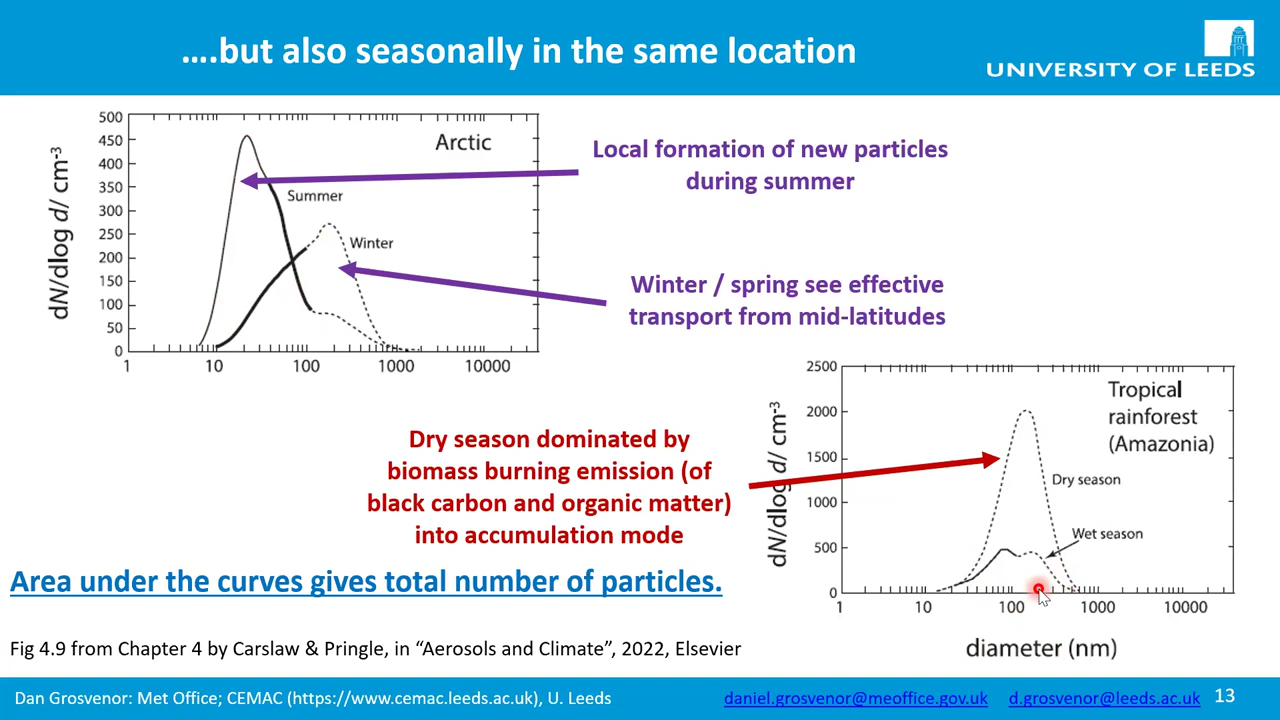 ....but also seasonally in the same location
UNIVERSITY OF LEEDS
500
450
400
350
300
250
200
150
100
50
0
dN/dlog d/ cm-3
Arctic
Summer
Winter
1
10
100
1000
10000
Local formation of new particles
during summer
Winter / spring see effective
transport from mid-latitudes
2500
2000
1500
1000
500
0
dN/dlog d/ cm-3
Tropical
rainforest
(Amazonia)
Dry season
Wet season
1
10
100
1000
10000
diameter (nm)
Dry season dominated by
biomass burning emission (of
black carbon and organic matter)
into accumulation mode
Area under the curves gives total number of particles.
Fig 4.9 from Chapter 4 by Carslaw & Pringle, in “Aerosols and Climate”, 2022, Elsevier
Dan Grosvenor: Met Office; CEMAC (https://www.cemac.leeds.ac.uk), U. Leeds
daniel.grosvenor@meoffice.gov.uk
d.grosvenor@leeds.ac.uk
13